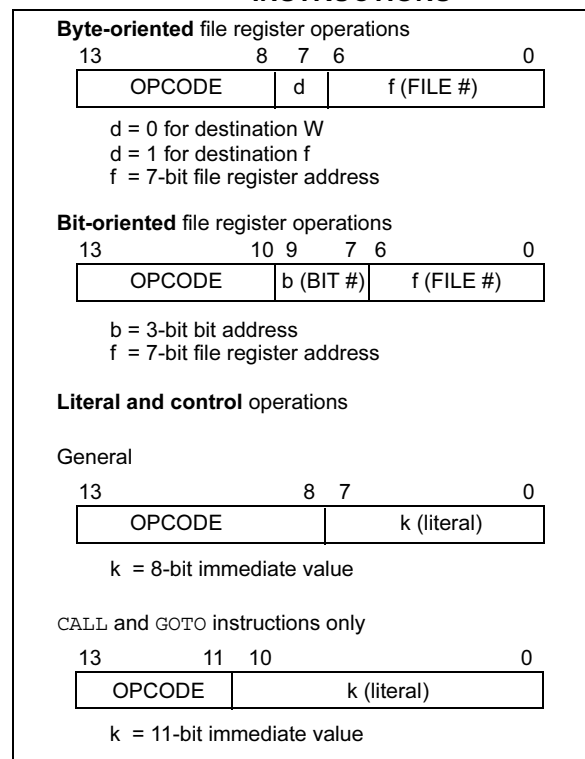 INSTRUCTIONS
Byte-oriented file register operations
13 8 7 6 0
OPCODE d f (FILE #)
d = 0 for destination W
d = 1 for destination f
f = 7-bit file register address
Bit-oriented file register operations
13 10 9 7 6 0
OPCODE b (BIT #) f (FILE #)
b = 3-bit bit address
f = 7-bit file register address
Literal and control operations
General
13 8 7 0
OPCODE k (literal)
k = 8-bit immediate value
CALL and GOTO instructions only
13 11 10 0
OPCODE k (literal)
k = 11-bit immediate value